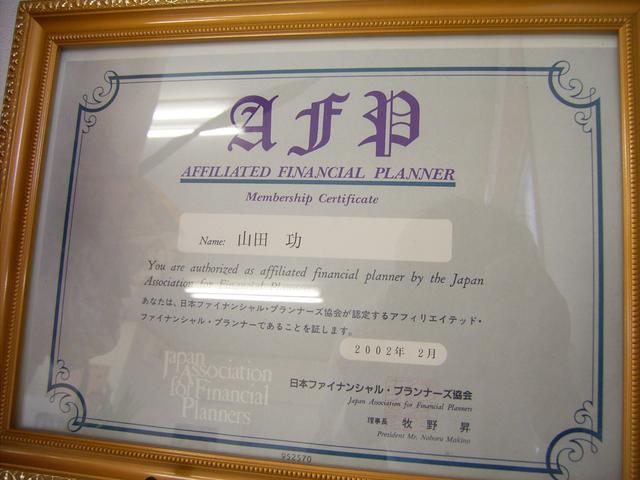 AFP
AFFILIATED FINANCIAL PLANNER
Membership Certificate
Name: 山田 功
You are authorized as affiliated financial planner by the Japan
Association for Financial Planners
あなたは、日本ファイナンシャル・プランナーズ協会が認定するアフィリエイテッド・
ファイナンシャル・プランナーであることを証します。
2002年 2月
Japan
Association
for Financial
Planners
日本ファイナンシャル・プランナーズ協会
Japan Association for Financial Planners
理事長 牧野 昇
President Mr. Noboru Makino
952570